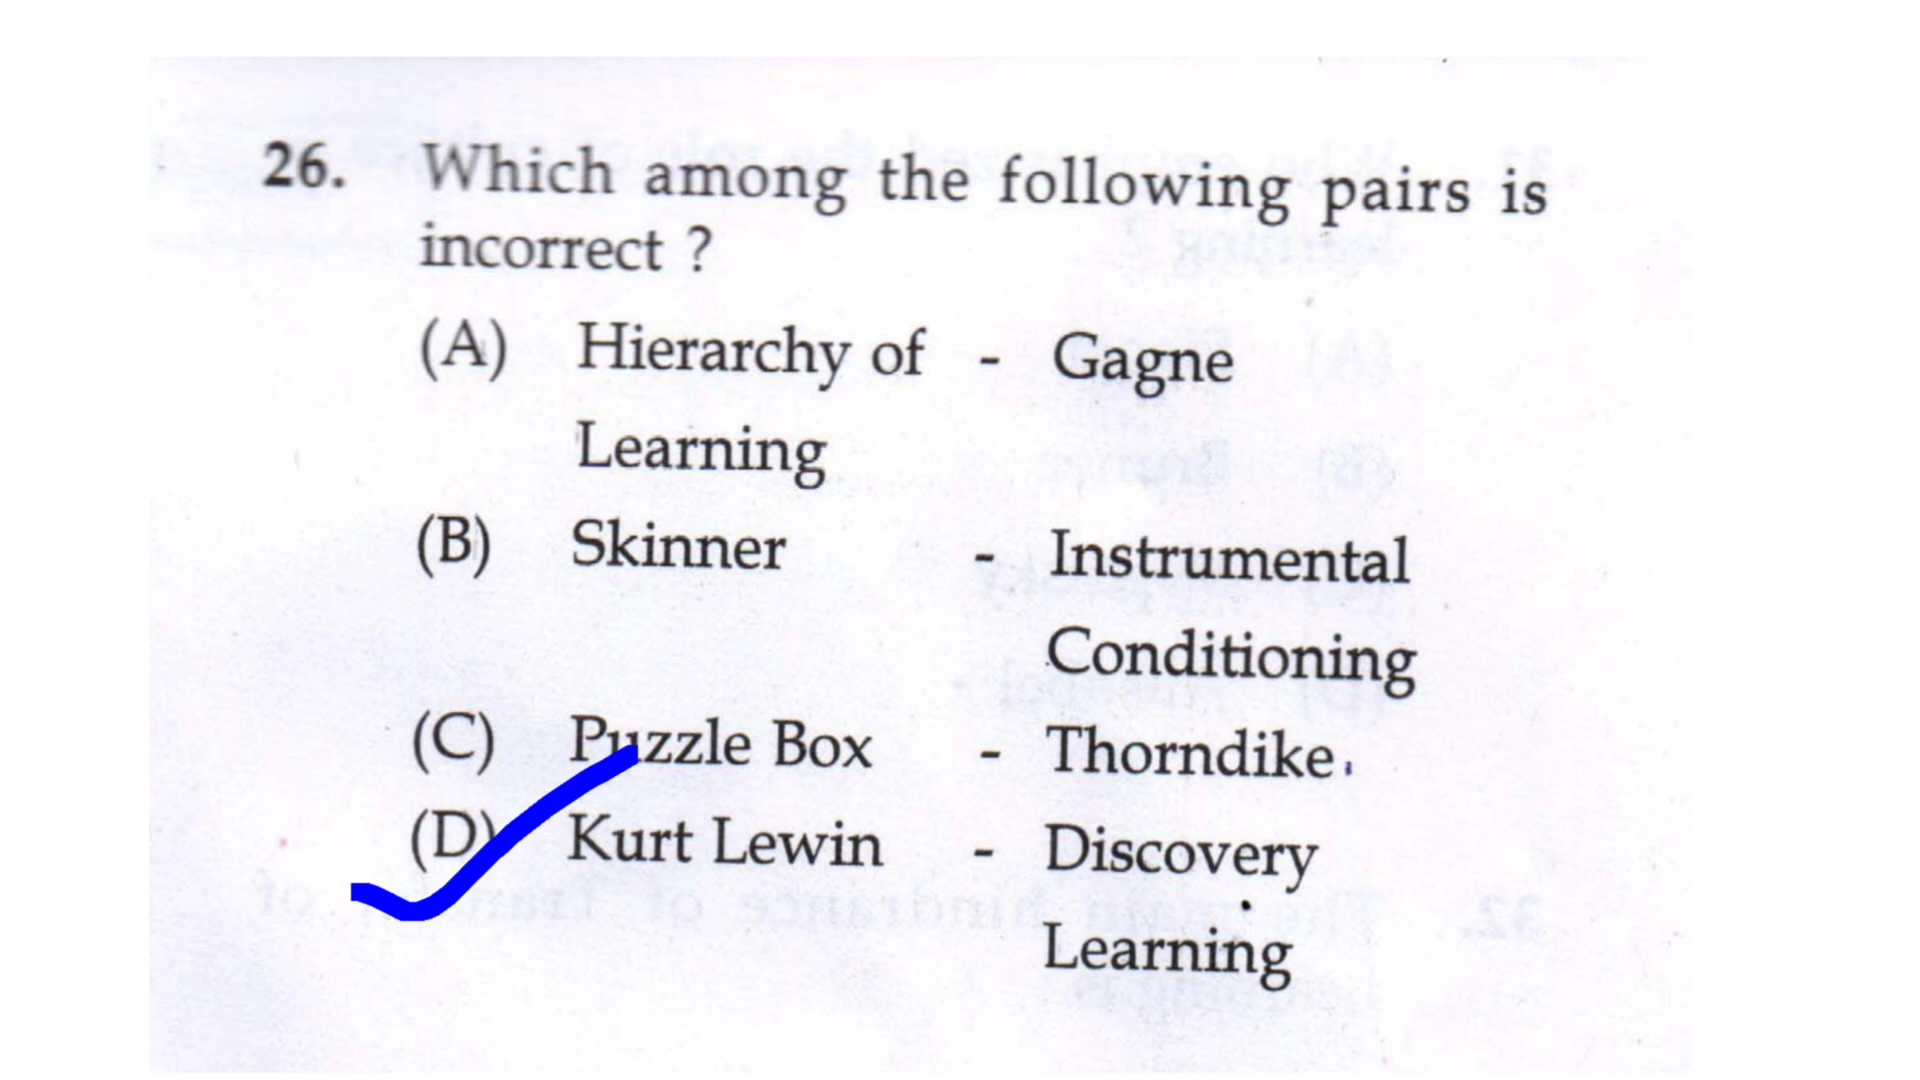 26. Which among the following pairs is
incorrect ?
(A) Hierarchy of - Gagne
Learning
(B) Skinner - Instrumental
Conditioning
(C) Puzzle Box - Thorndike
(D) Kurt Lewin - Discovery
Learning